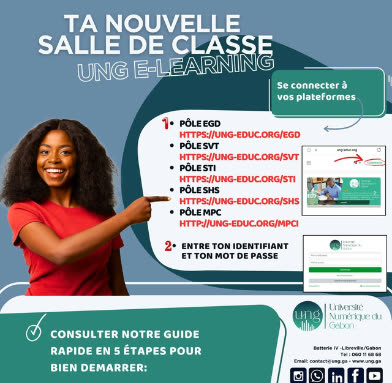 TA NOUVELLE
SALLE DE CLASSE
UNG E-LEARNING
Se connecter à
vos plateformes
1 • PÔLE EGD
HTTPS://UNG-EDUC.ORG/EGD
• PÔLE SVT
HTTPS://UNG-EDUC.ORG/SVT
• PÔLE STI
HTTPS://UNG-EDUC.ORG/STI
• PÔLE SHS
HTTPS://UNG-EDUC.ORG/SHS
• PÔLE MPC
HTTP://UNG-EDUC.ORG/MPCI
2 • ENTRE TON IDENTIFIANT
ET TON MOT DE PASSE
ung-educ.org
ung
Université
Numérique du
Gabon
CONSULTER NOTRE GUIDE
RAPIDE EN 5 ÉTAPES POUR
BIEN DEMARRER:
Batterie IV -Libreville/Gabon
Email: contact@ung.ga - www.ung.ga